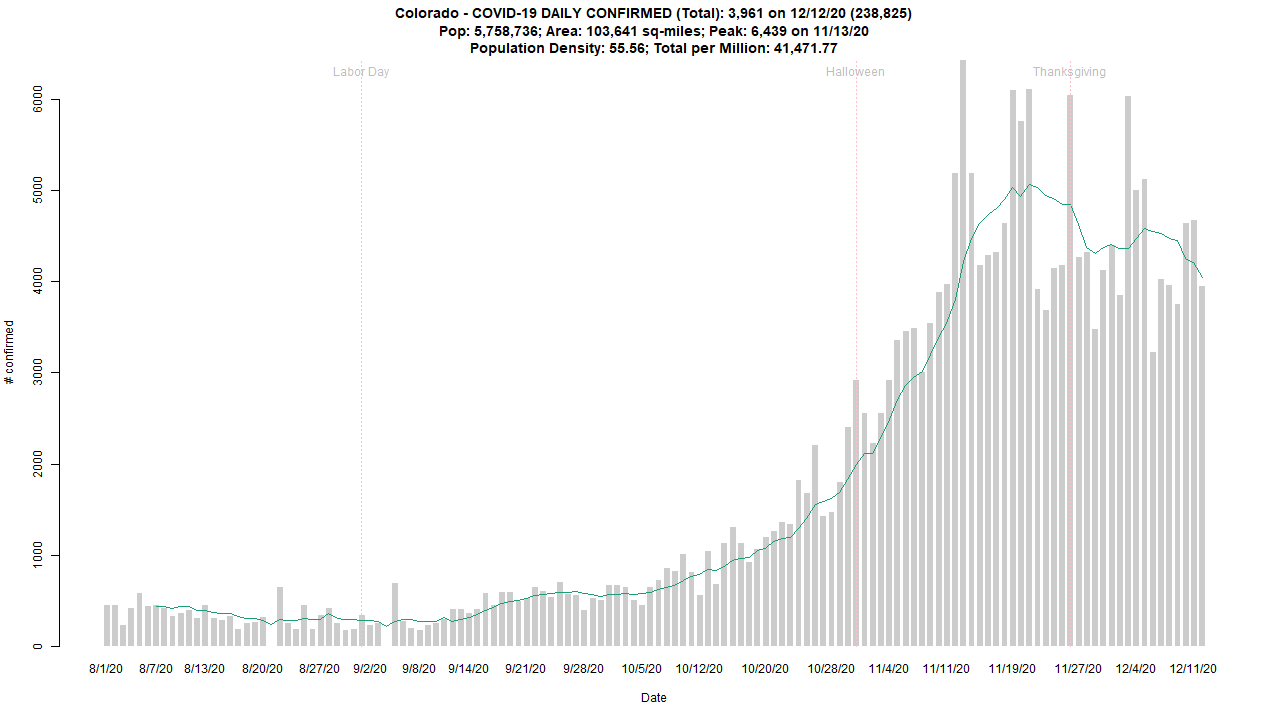 Colorado - COVID-19 DAILY CONFIRMED (Total): 3,961 on 12/12/20 (238,825)
Pop: 5,758,736; Area: 103,641 sq-miles; Peak: 6,439 on 11/13/20
Population Density: 55.56; Total per Million: 41,471.77
Labor Day Halloween Thanksgiving
6000
5000
4000
3000
2000
1000
0
# confirmed
8/1/20 8/7/20 8/13/20 8/20/20 8/27/20 9/2/20 9/8/20 9/14/20 9/21/20 9/28/20 10/5/20 10/12/20 10/20/20 10/28/20 11/4/20 11/11/20 11/19/20 11/27/20 12/4/20 12/11/20
Date